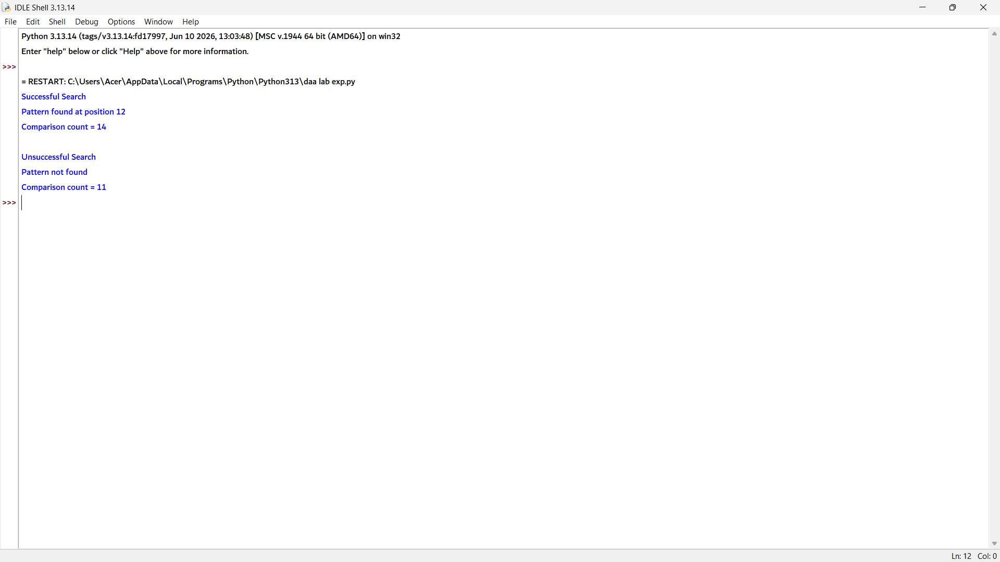 IDLE Shell 3.13.14
File Edit Shell Debug Options Window Help
Python 3.13.14 (tags/v3.13.14:fd17997, Jun 10 2026, 13:03:48) [MSC v.1944 64 bit (AMD64)] on win32
Enter "help" below or click "Help" above for more information.
>>>
= RESTART: C:\Users\Acer\AppData\Local\Programs\Python\Python313\daa lab exp.py
Successful Search
Pattern found at position 12
Comparison count = 14
Unsuccessful Search
Pattern not found
Comparison count = 11
>>>
Ln: 12 Col: 0